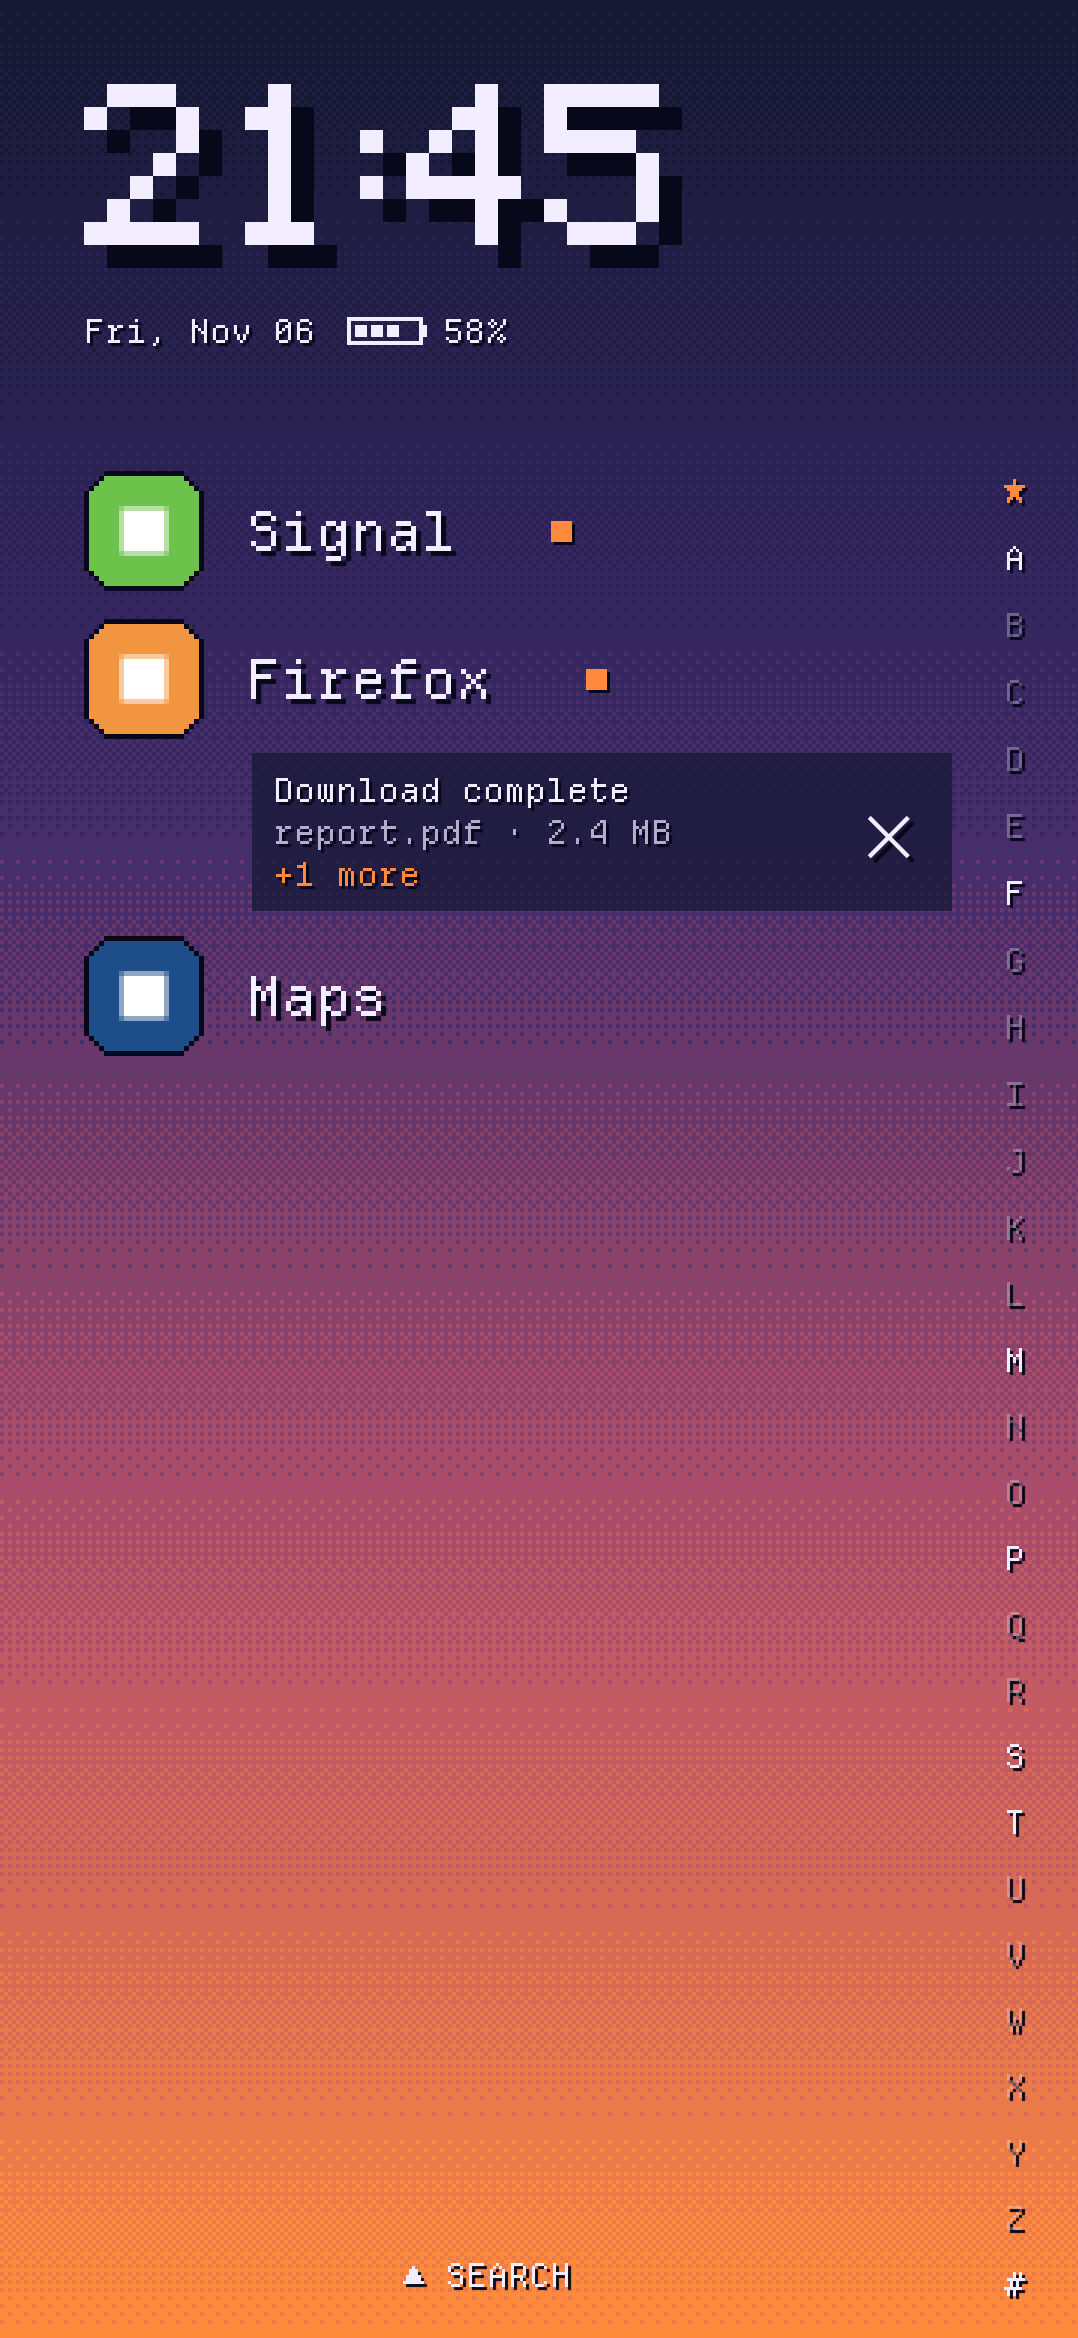 21:45
Fri, Nov 06 58%
Signal
Firefox
Download complete
report.pdf · 2.4 MB
+1 more
Maps
★
A
B
C
D
E
F
G
H
I
J
K
L
M
N
O
P
Q
R
S
T
U
V
W
X
Y
Z
#
▲ SEARCH